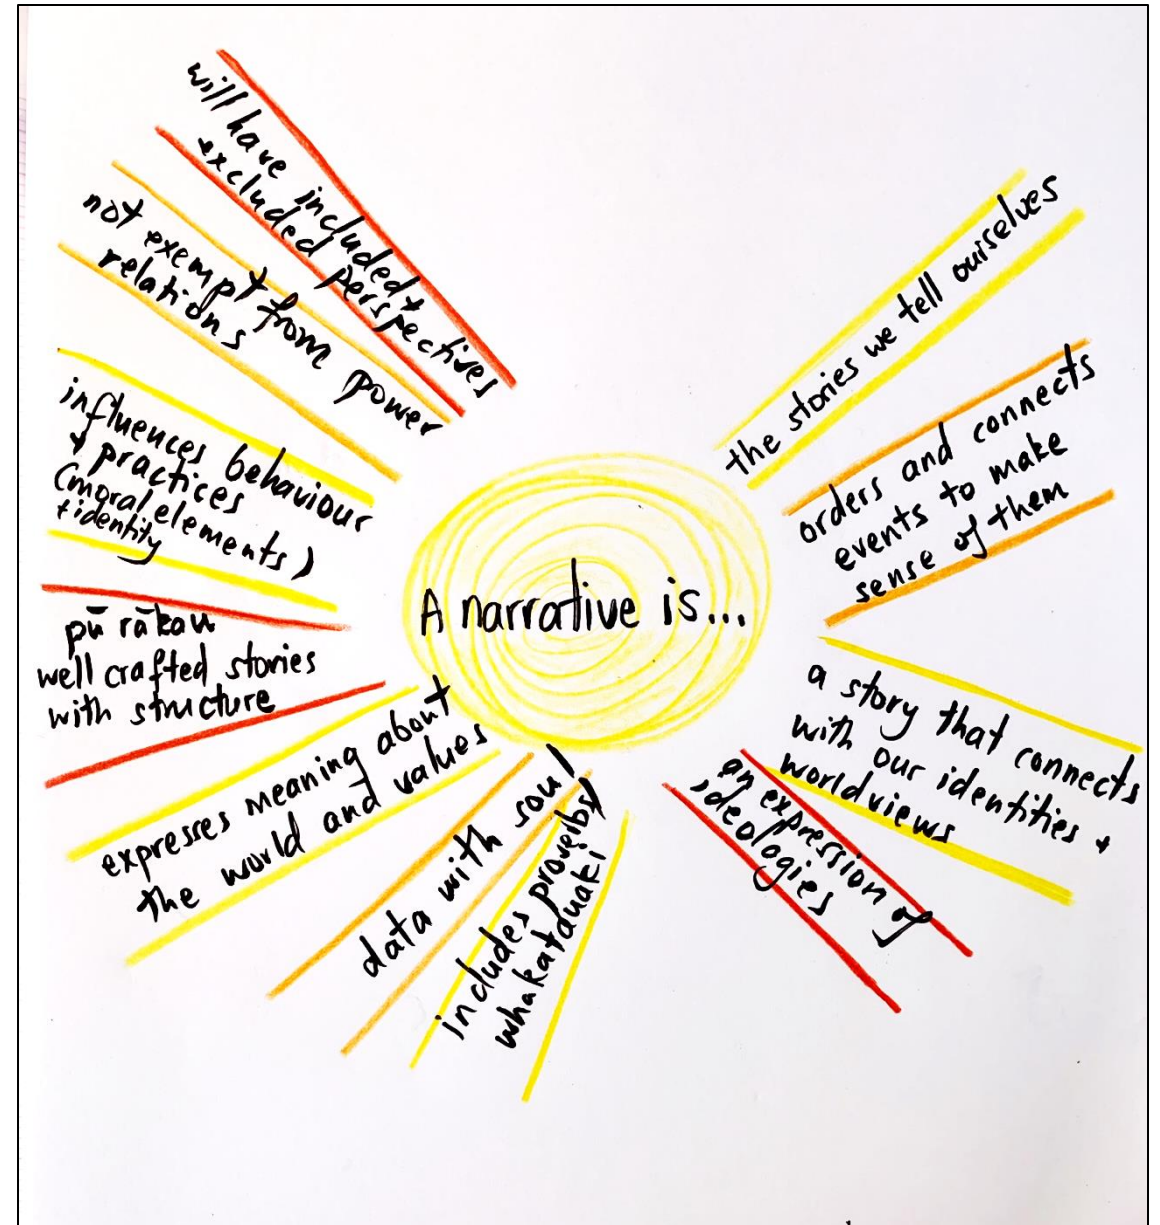 A narrative is...
the stories we tell ourselves
orders and connects
events to make
sense of them
a story that connects
with our identities +
worldviews
an expression of
ideologies
includes proverbs/
whakatauaki
data with soul
expresses meaning about
the world and values
pū rākau
well crafted stories
with structure
influences behaviour
+ practices
(moral elements)
+ identity
not exempt from power
relations
will have included +
excluded perspectives